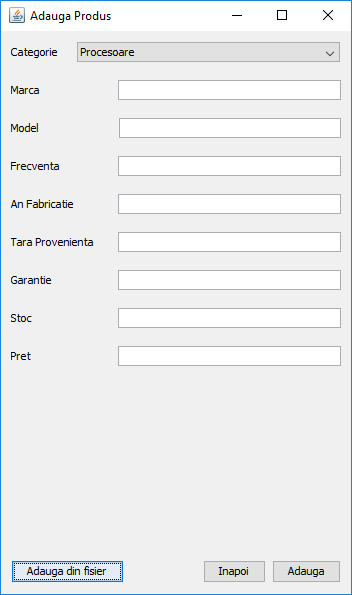 Adauga Produs
Categorie Procesoare
Marca
Model
Frecventa
An Fabricatie
Tara Provenienta
Garantie
Stoc
Pret
Adauga din fisier Inapoi Adauga